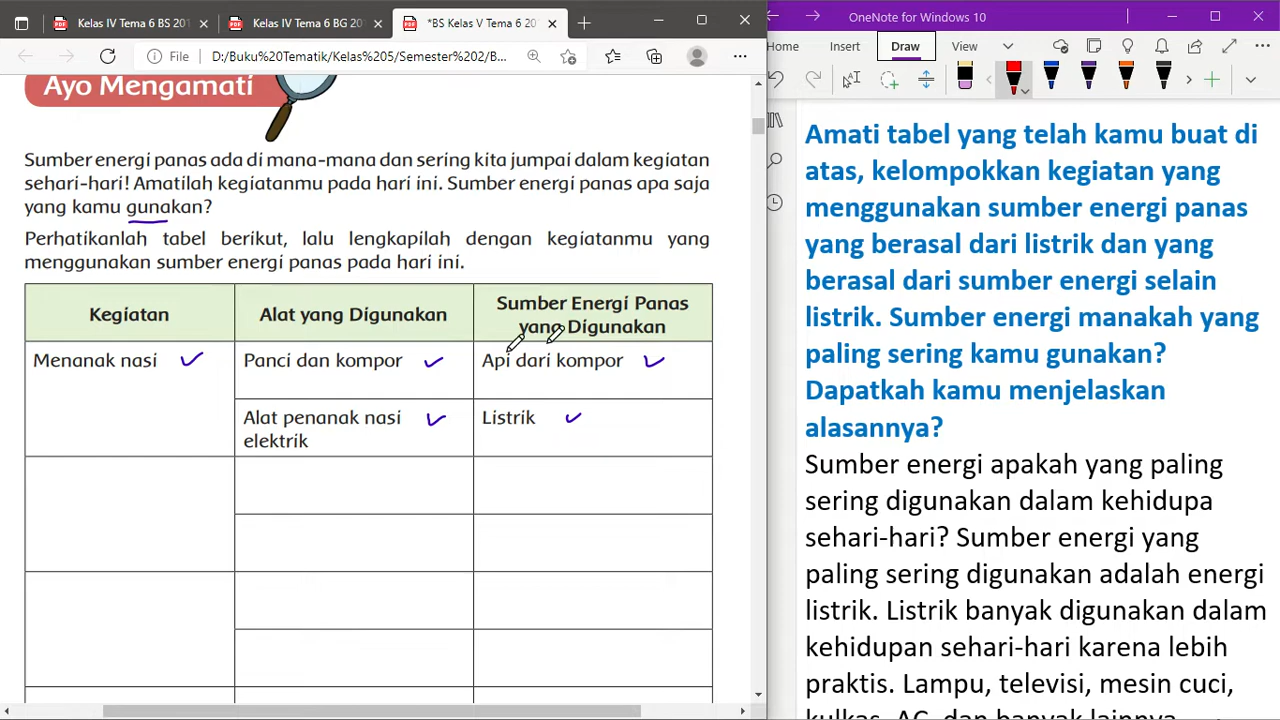 Kelas IV Tema 6 BS 201
Kelas IV Tema 6 BG 201
*BS Kelas V Tema 6 20
OneNote for Windows 10
File
D:/Buku%20Tematik/Kelas%205/Semester%202/B...
Home Insert Draw View
Ayo Mengamati
Sumber energi panas ada di mana-mana dan sering kita jumpai dalam kegiatan
sehari-hari! Amatilah kegiatanmu pada hari ini. Sumber energi panas apa saja
yang kamu gunakan?
Perhatikanlah tabel berikut, lalu lengkapilah dengan kegiatanmu yang
menggunakan sumber energi panas pada hari ini.
Kegiatan
Alat yang Digunakan
Sumber Energi Panas
yang Digunakan
Menanak nasi
Panci dan kompor
Api dari kompor
Alat penanak nasi
elektrik
Listrik
Amati tabel yang telah kamu buat di
atas, kelompokkan kegiatan yang
menggunakan sumber energi panas
yang berasal dari listrik dan yang
berasal dari sumber energi selain
listrik. Sumber energi manakah yang
paling sering kamu gunakan?
Dapatkah kamu menjelaskan
alasannya?
Sumber energi apakah yang paling
sering digunakan dalam kehidupa
sehari-hari? Sumber energi yang
paling sering digunakan adalah energi
listrik. Listrik banyak digunakan dalam
kehidupan sehari-hari karena lebih
praktis. Lampu, televisi, mesin cuci,
kulkas, AC, dan banyak lainnya